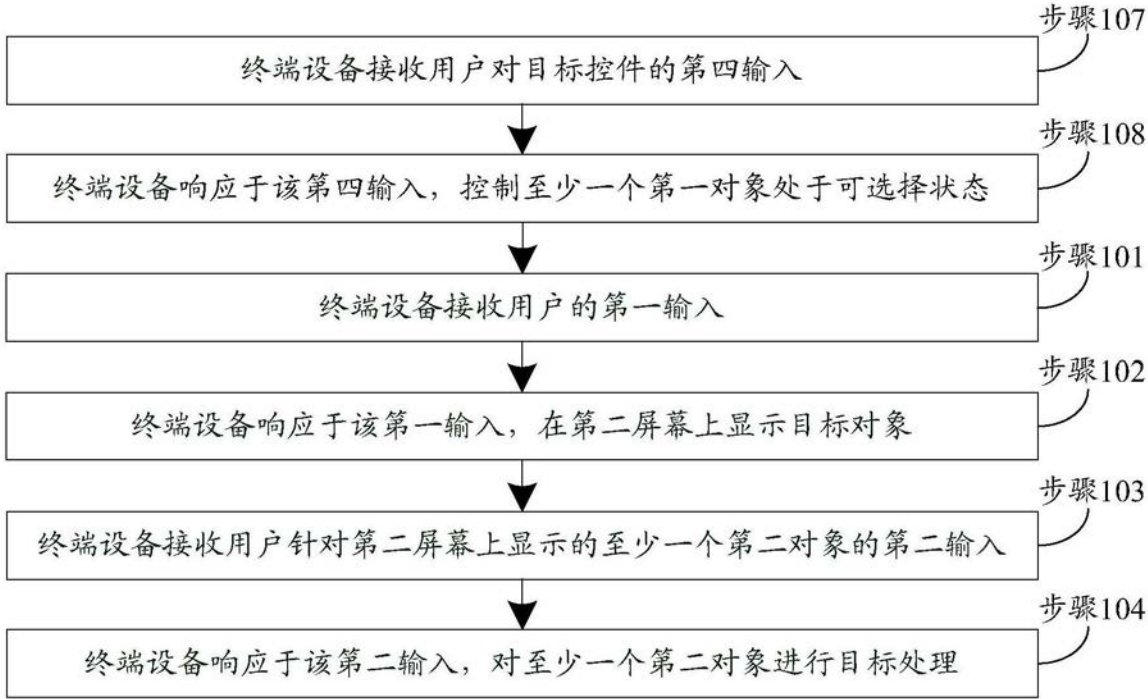 步骤107
终端设备接收用户对目标控件的第四输入
步骤108
终端设备响应于该第四输入，控制至少一个第一对象处于可选择状态
步骤101
终端设备接收用户的第一输入
步骤102
终端设备响应于该第一输入，在第二屏幕上显示目标对象
步骤103
终端设备接收用户针对第二屏幕上显示的至少一个第二对象的第二输入
步骤104
终端设备响应于该第二输入，对至少一个第二对象进行目标处理